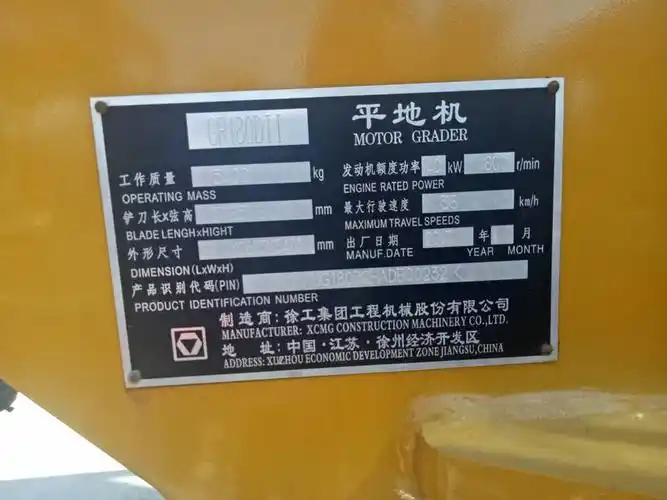 平地机
MOTOR GRADER
工作质量 kg
OPERATING MASS
发动机额度功率 kW r/min
ENGINE RATED POWER
铲刀长x弦高 mm
BLADE LENGHxHIGHT
最大行驶速度 km/h
MAXIMUM TRAVEL SPEEDS
外形尺寸 mm
DIMENSION (LxWxH)
出厂日期 年 月
MANUF.DATE YEAR MONTH
产品识别代码(PIN)
PRODUCT IDENTIFICATION NUMBER
制造商:徐工集团工程机械股份有限公司
MANUFACTURER: XCMG CONSTRUCTION MACHINERY CO.,LTD.
地 址:中国·江苏·徐州经济开发区
ADDRESS: XUZHOU ECONOMIC DEVELOPMENT ZONE JIANGSU,CHINA